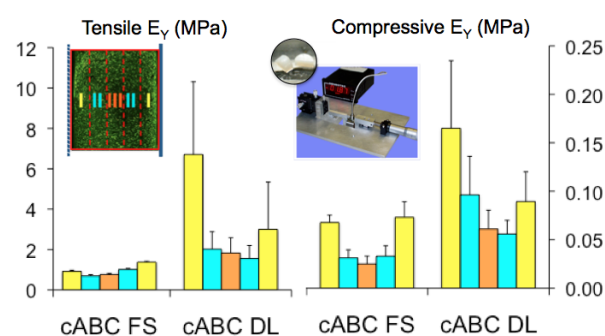 Tensile E_Y (MPa)
Compressive E_Y (MPa)
12
10
8
6
4
2
0
0.25
0.20
0.15
0.10
0.05
0.00
cABC FS
cABC DL
cABC FS
cABC DL